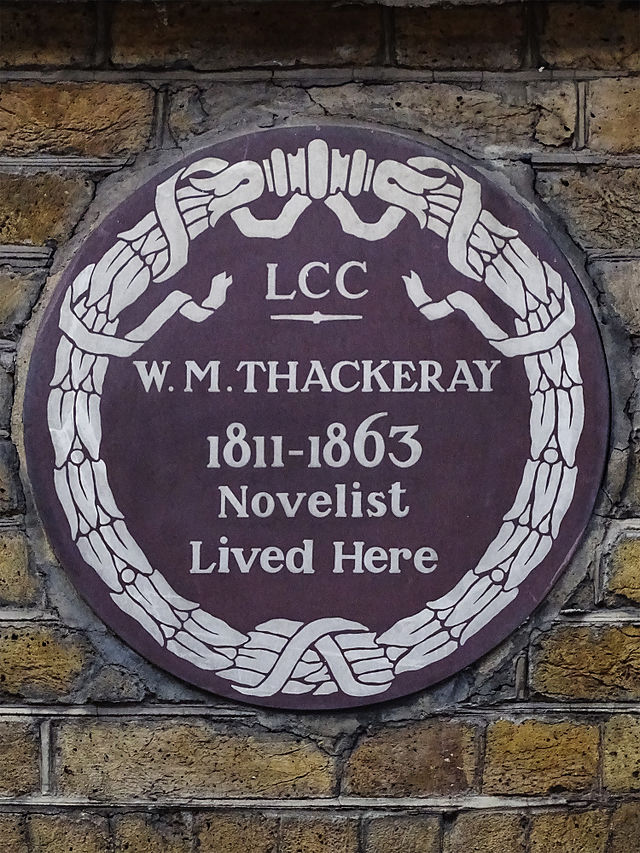 LCC
W. M. THACKERAY
1811-1863
Novelist
Lived Here